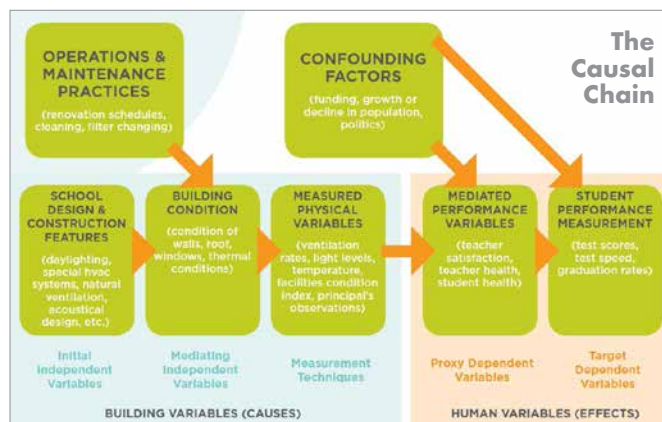 OPERATIONS &
MAINTENANCE
PRACTICES
(renovation schedules,
cleaning, filter changing)
CONFOUNDING
FACTORS
(funding, growth or
decline in population,
politics)
The
Causal
Chain
SCHOOL
DESIGN &
CONSTRUCTION
FEATURES
(daylighting,
special hvac
systems, natural
ventilation,
acoustical
design, etc.)
BUILDING
CONDITION
(condition of
walls, roof,
windows, thermal
conditions)
MEASURED
PHYSICAL
VARIABLES
(ventilation
rates, light levels,
temperature,
facilities condition
index, principal's
observations)
MEDIATED
PERFORMANCE
VARIABLES
(teacher
satisfaction,
teacher health,
student health)
STUDENT
PERFORMANCE
MEASUREMENT
(test scores,
test speed,
graduation rates)
Initial
Independent
Variables
Mediating
Independent
Variables
Measurement
Techniques
Proxy Dependent
Variables
Target
Dependent
Variables
BUILDING VARIABLES (CAUSES)
HUMAN VARIABLES (EFFECTS)